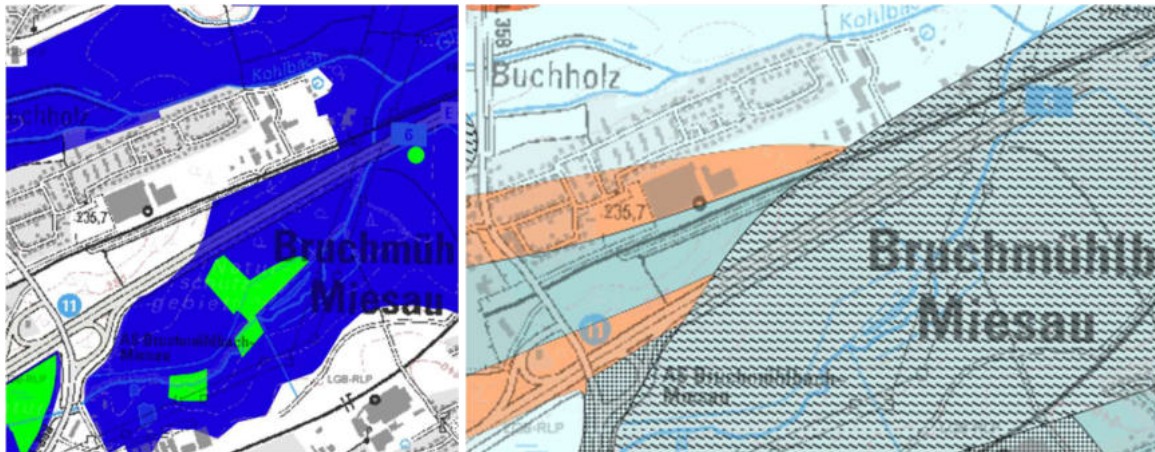 Kohlbach
Buchholz
6
E
235,7
Bruchmüh
Miesau
11
AS Bruchmühlbach-
Miesau
LGB-RLP
L 358
Kohlbach
Buchholz
6
235,7
Bruchmühlb
Miesau
11
AS Bruchmühlbach-
Miesau
LGB-RLP